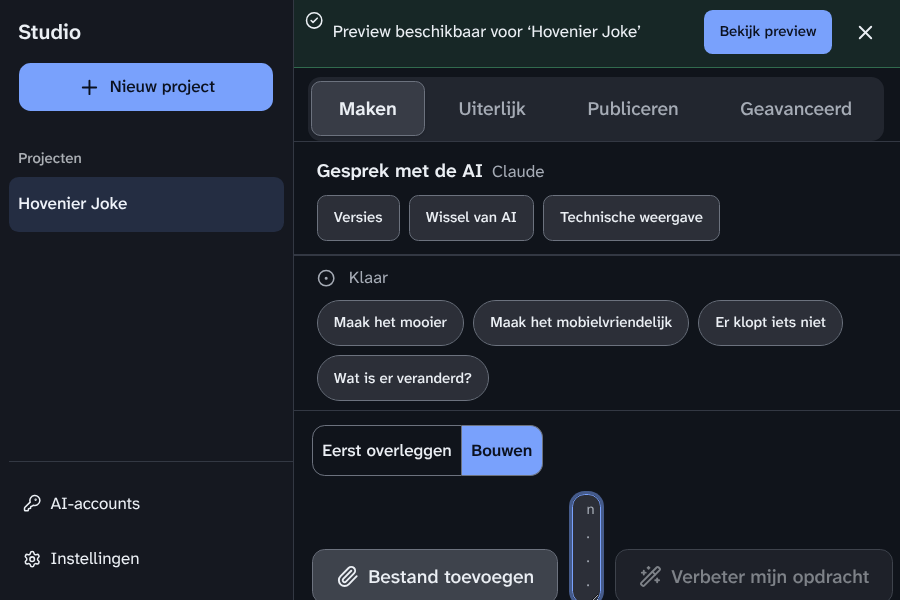 Studio
Nieuw project
Projecten
Hovenier Joke
AI-accounts
Instellingen
Preview beschikbaar voor ‘Hovenier Joke’
Bekijk preview
Maken
Uiterlijk
Publiceren
Geavanceerd
Gesprek met de AI Claude
Versies
Wissel van AI
Technische weergave
Klaar
Maak het mooier
Maak het mobielvriendelijk
Er klopt iets niet
Wat is er veranderd?
Eerst overleggen
Bouwen
n
.
.
.
Bestand toevoegen
Verbeter mijn opdracht